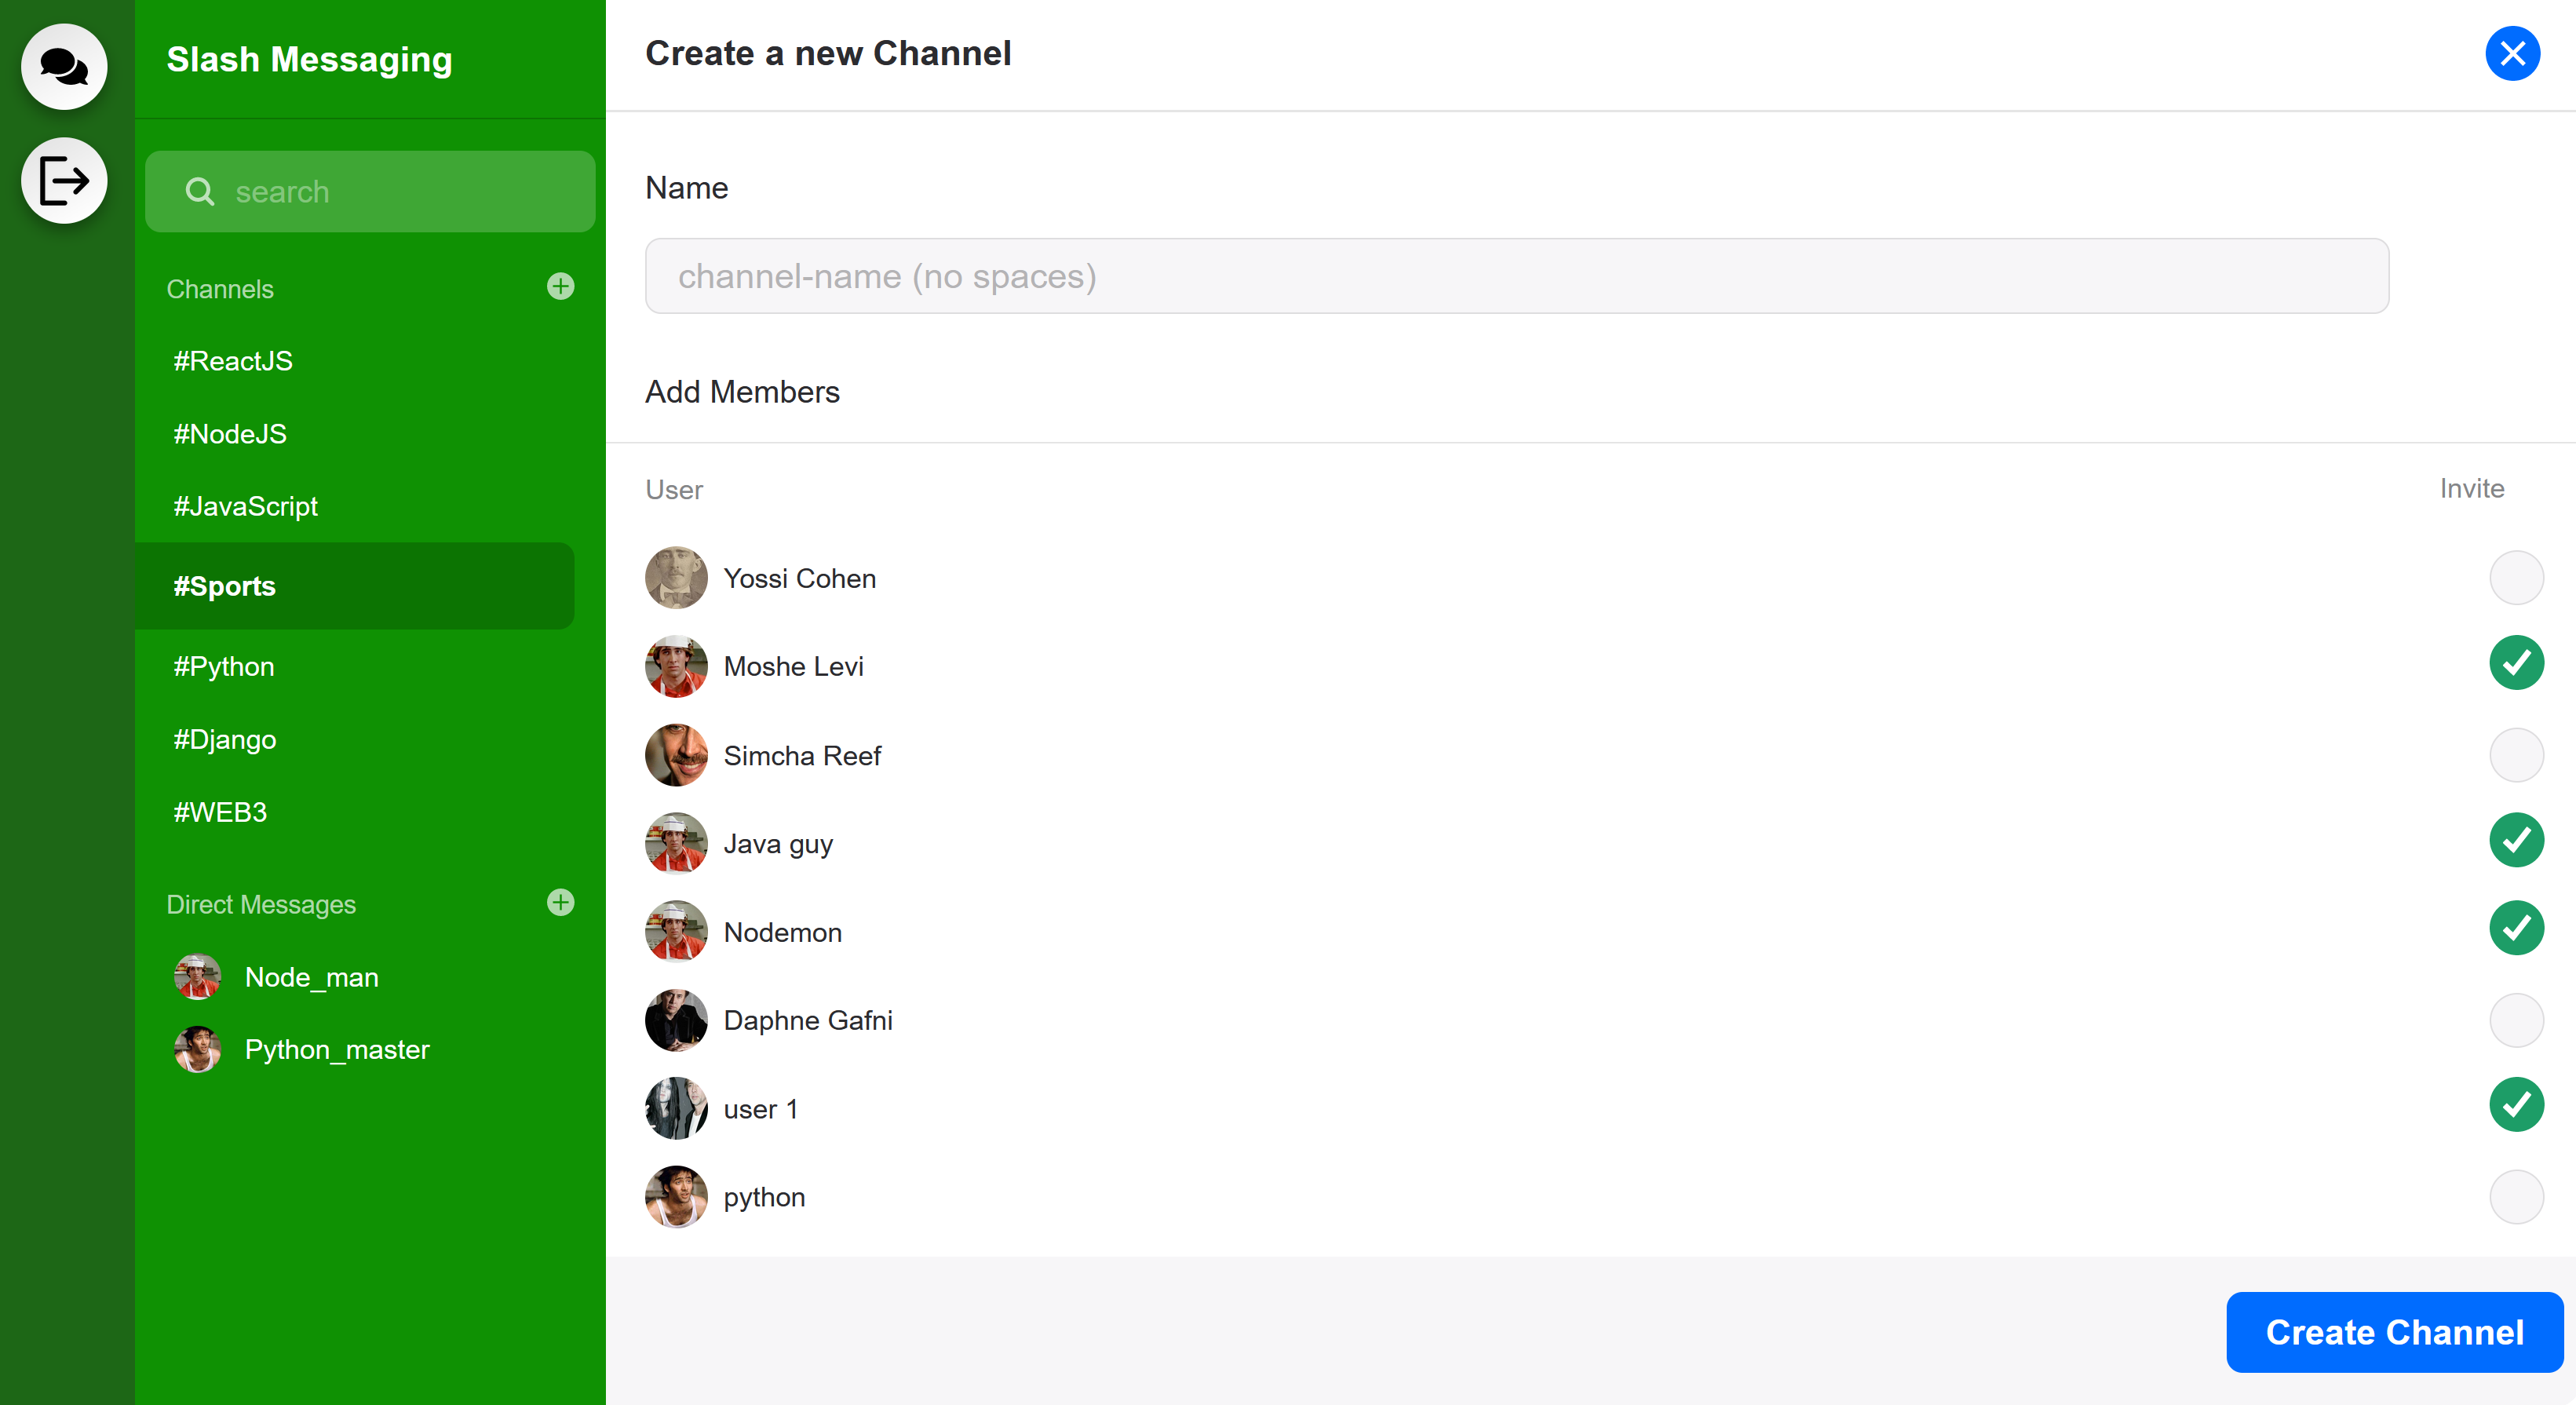 Slash Messaging
search
Channels
#ReactJS
#NodeJS
#JavaScript
#Sports
#Python
#Django
#WEB3
Direct Messages
Node_man
Python_master
Create a new Channel
Name
channel-name (no spaces)
Add Members
User Invite
Yossi Cohen
Moshe Levi
Simcha Reef
Java guy
Nodemon
Daphne Gafni
user 1
python
Create Channel